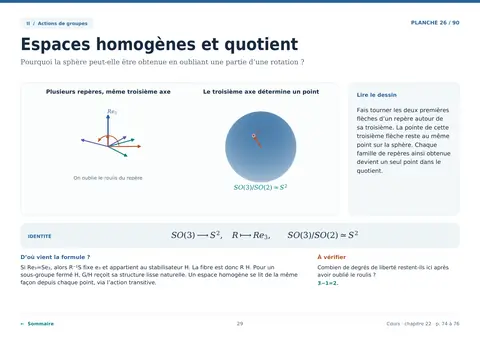 II / Actions de groupes
PLANCHE 26 / 90
Espaces homogènes et quotient
Pourquoi la sphère peut-elle être obtenue en oubliant une partie d'une rotation ?
Plusieurs repères, même troisième axe
Le troisième axe détermine un point
Re₃
On oublie le roulis du repère
SO(3)/SO(2) ≃ S²
Lire le dessin
Fais tourner les deux premières
flèches d'un repère autour de
sa troisième. La pointe de cette
troisième flèche reste au même
point sur la sphère. Chaque
famille de repères ainsi obtenue
devient un seul point dans le
quotient.
IDENTITÉ
SO(3) ⟶ S², R ⟼ Re₃, SO(3)/SO(2) ≃ S²
D'où vient la formule ?
Si Re₃=Se₃, alors R⁻¹S fixe e₃ et appartient au stabilisateur H. La fibre est donc R H. Pour un
sous-groupe fermé H, G/H reçoit sa structure lisse naturelle. Un espace homogène se lit de la même
façon depuis chaque point, via l'action transitive.
À vérifier
Combien de degrés de liberté restent-ils ici après
avoir oublié le roulis ?
3−1=2.
← Sommaire
29
Cours · chapitre 22 · p. 74 à 76